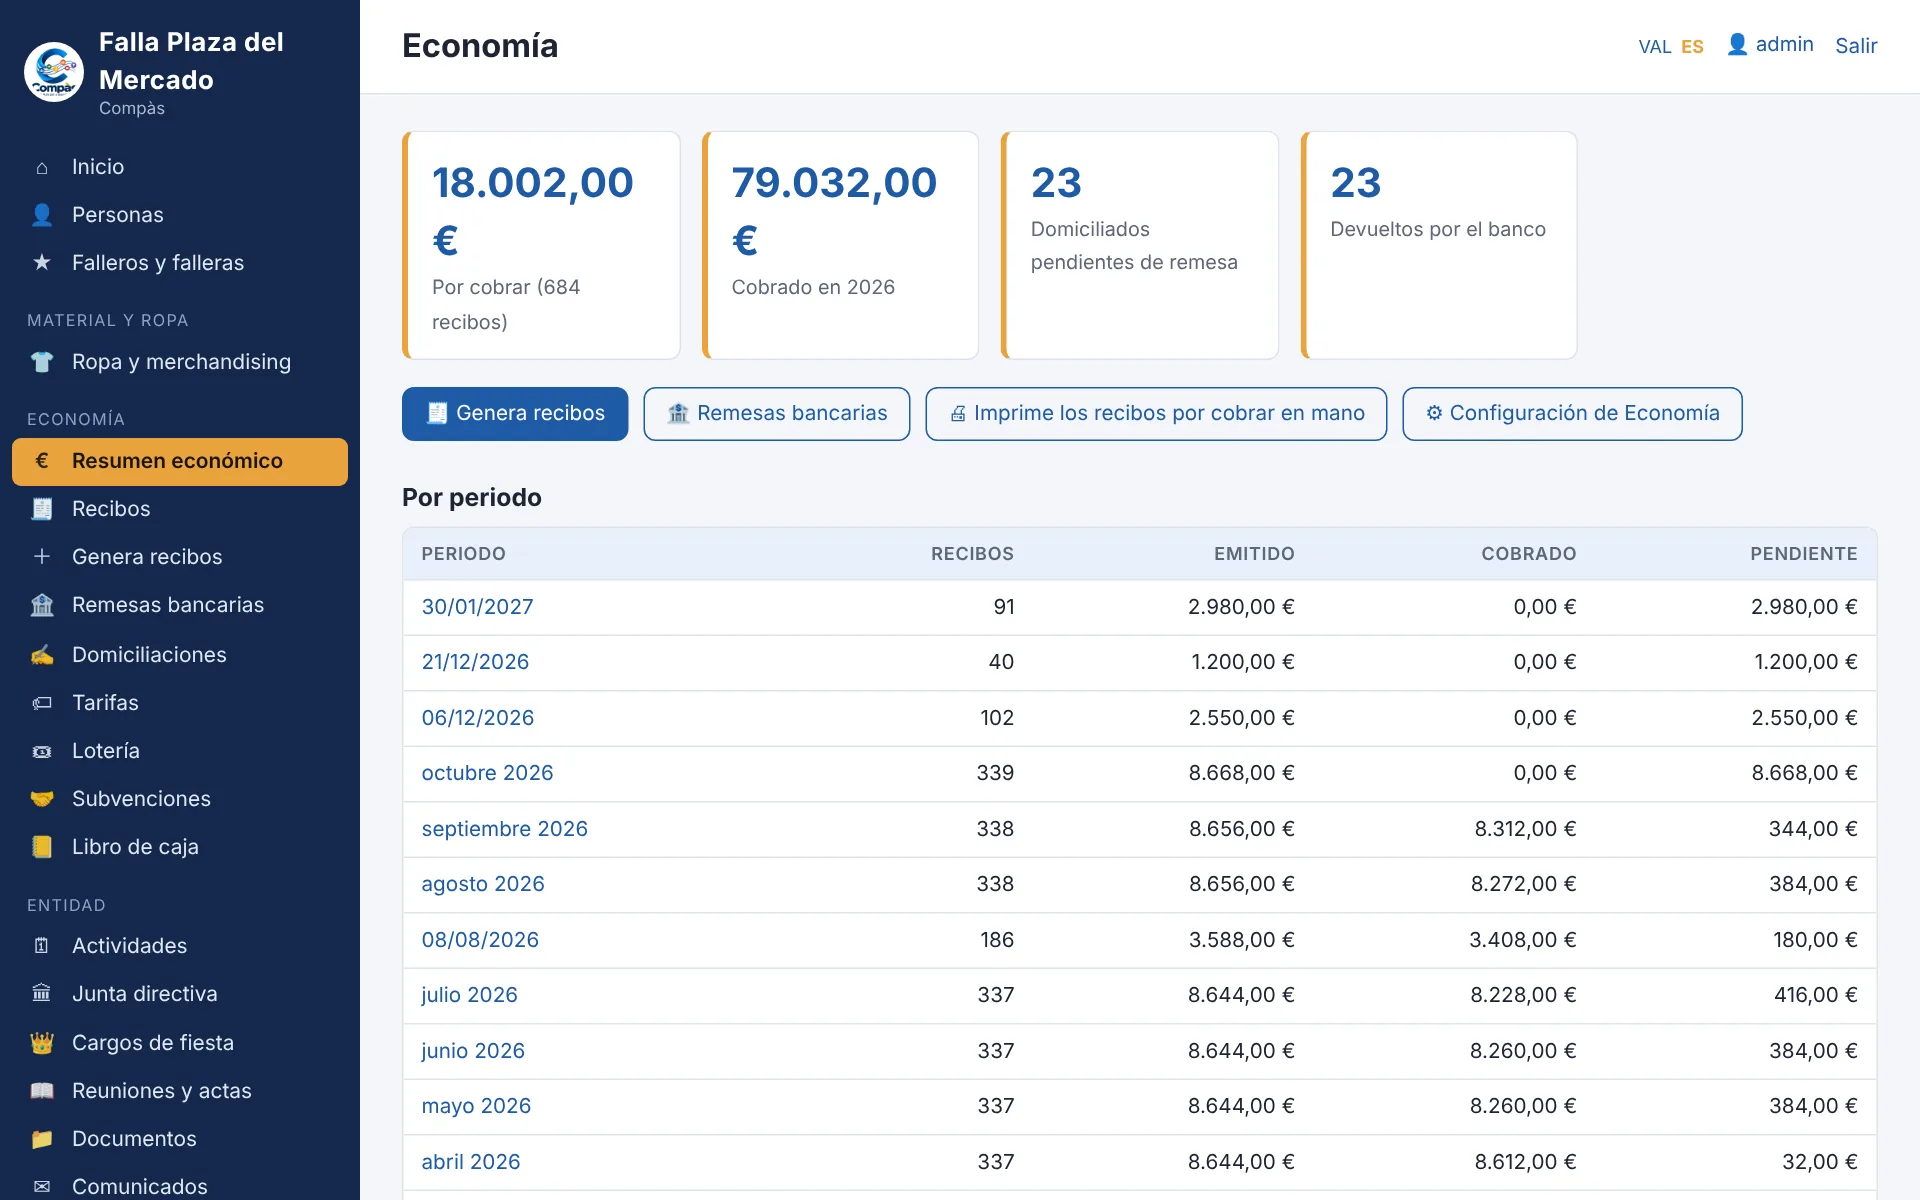 Falla Plaza del
Mercado
Compàs
Compàs
Inicio
Personas
Falleros y falleras
MATERIAL Y ROPA
Ropa y merchandising
ECONOMÍA
€ Resumen económico
Recibos
Genera recibos
Remesas bancarias
Domiciliaciones
Tarifas
Lotería
Subvenciones
Libro de caja
ENTIDAD
Actividades
Junta directiva
Cargos de fiesta
Reuniones y actas
Documentos
Comunicados
Economía
VAL ES admin Salir
18.002,00
€
Por cobrar (684
recibos)
79.032,00
€
Cobrado en 2026
23
Domiciliados
pendientes de remesa
23
Devueltos por el banco
Genera recibos
Remesas bancarias
Imprime los recibos por cobrar en mano
Configuración de Economía
Por periodo
PERIODO RECIBOS EMITIDO COBRADO PENDIENTE
30/01/2027 91 2.980,00 € 0,00 € 2.980,00 €
21/12/2026 40 1.200,00 € 0,00 € 1.200,00 €
06/12/2026 102 2.550,00 € 0,00 € 2.550,00 €
octubre 2026 339 8.668,00 € 0,00 € 8.668,00 €
septiembre 2026 338 8.656,00 € 8.312,00 € 344,00 €
agosto 2026 338 8.656,00 € 8.272,00 € 384,00 €
08/08/2026 186 3.588,00 € 3.408,00 € 180,00 €
julio 2026 337 8.644,00 € 8.228,00 € 416,00 €
junio 2026 337 8.644,00 € 8.260,00 € 384,00 €
mayo 2026 337 8.644,00 € 8.260,00 € 384,00 €
abril 2026 337 8.644,00 € 8.612,00 € 32,00 €